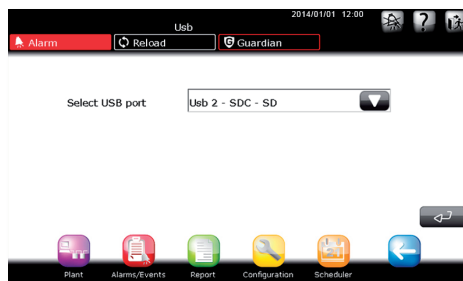 2014/01/01 12:00
Usb
?
Alarm
Reload
G Guardian
Select USB port
Usb 2 - SDC - SD
Plant
Alarms/Events
Report
Configuration
Scheduler